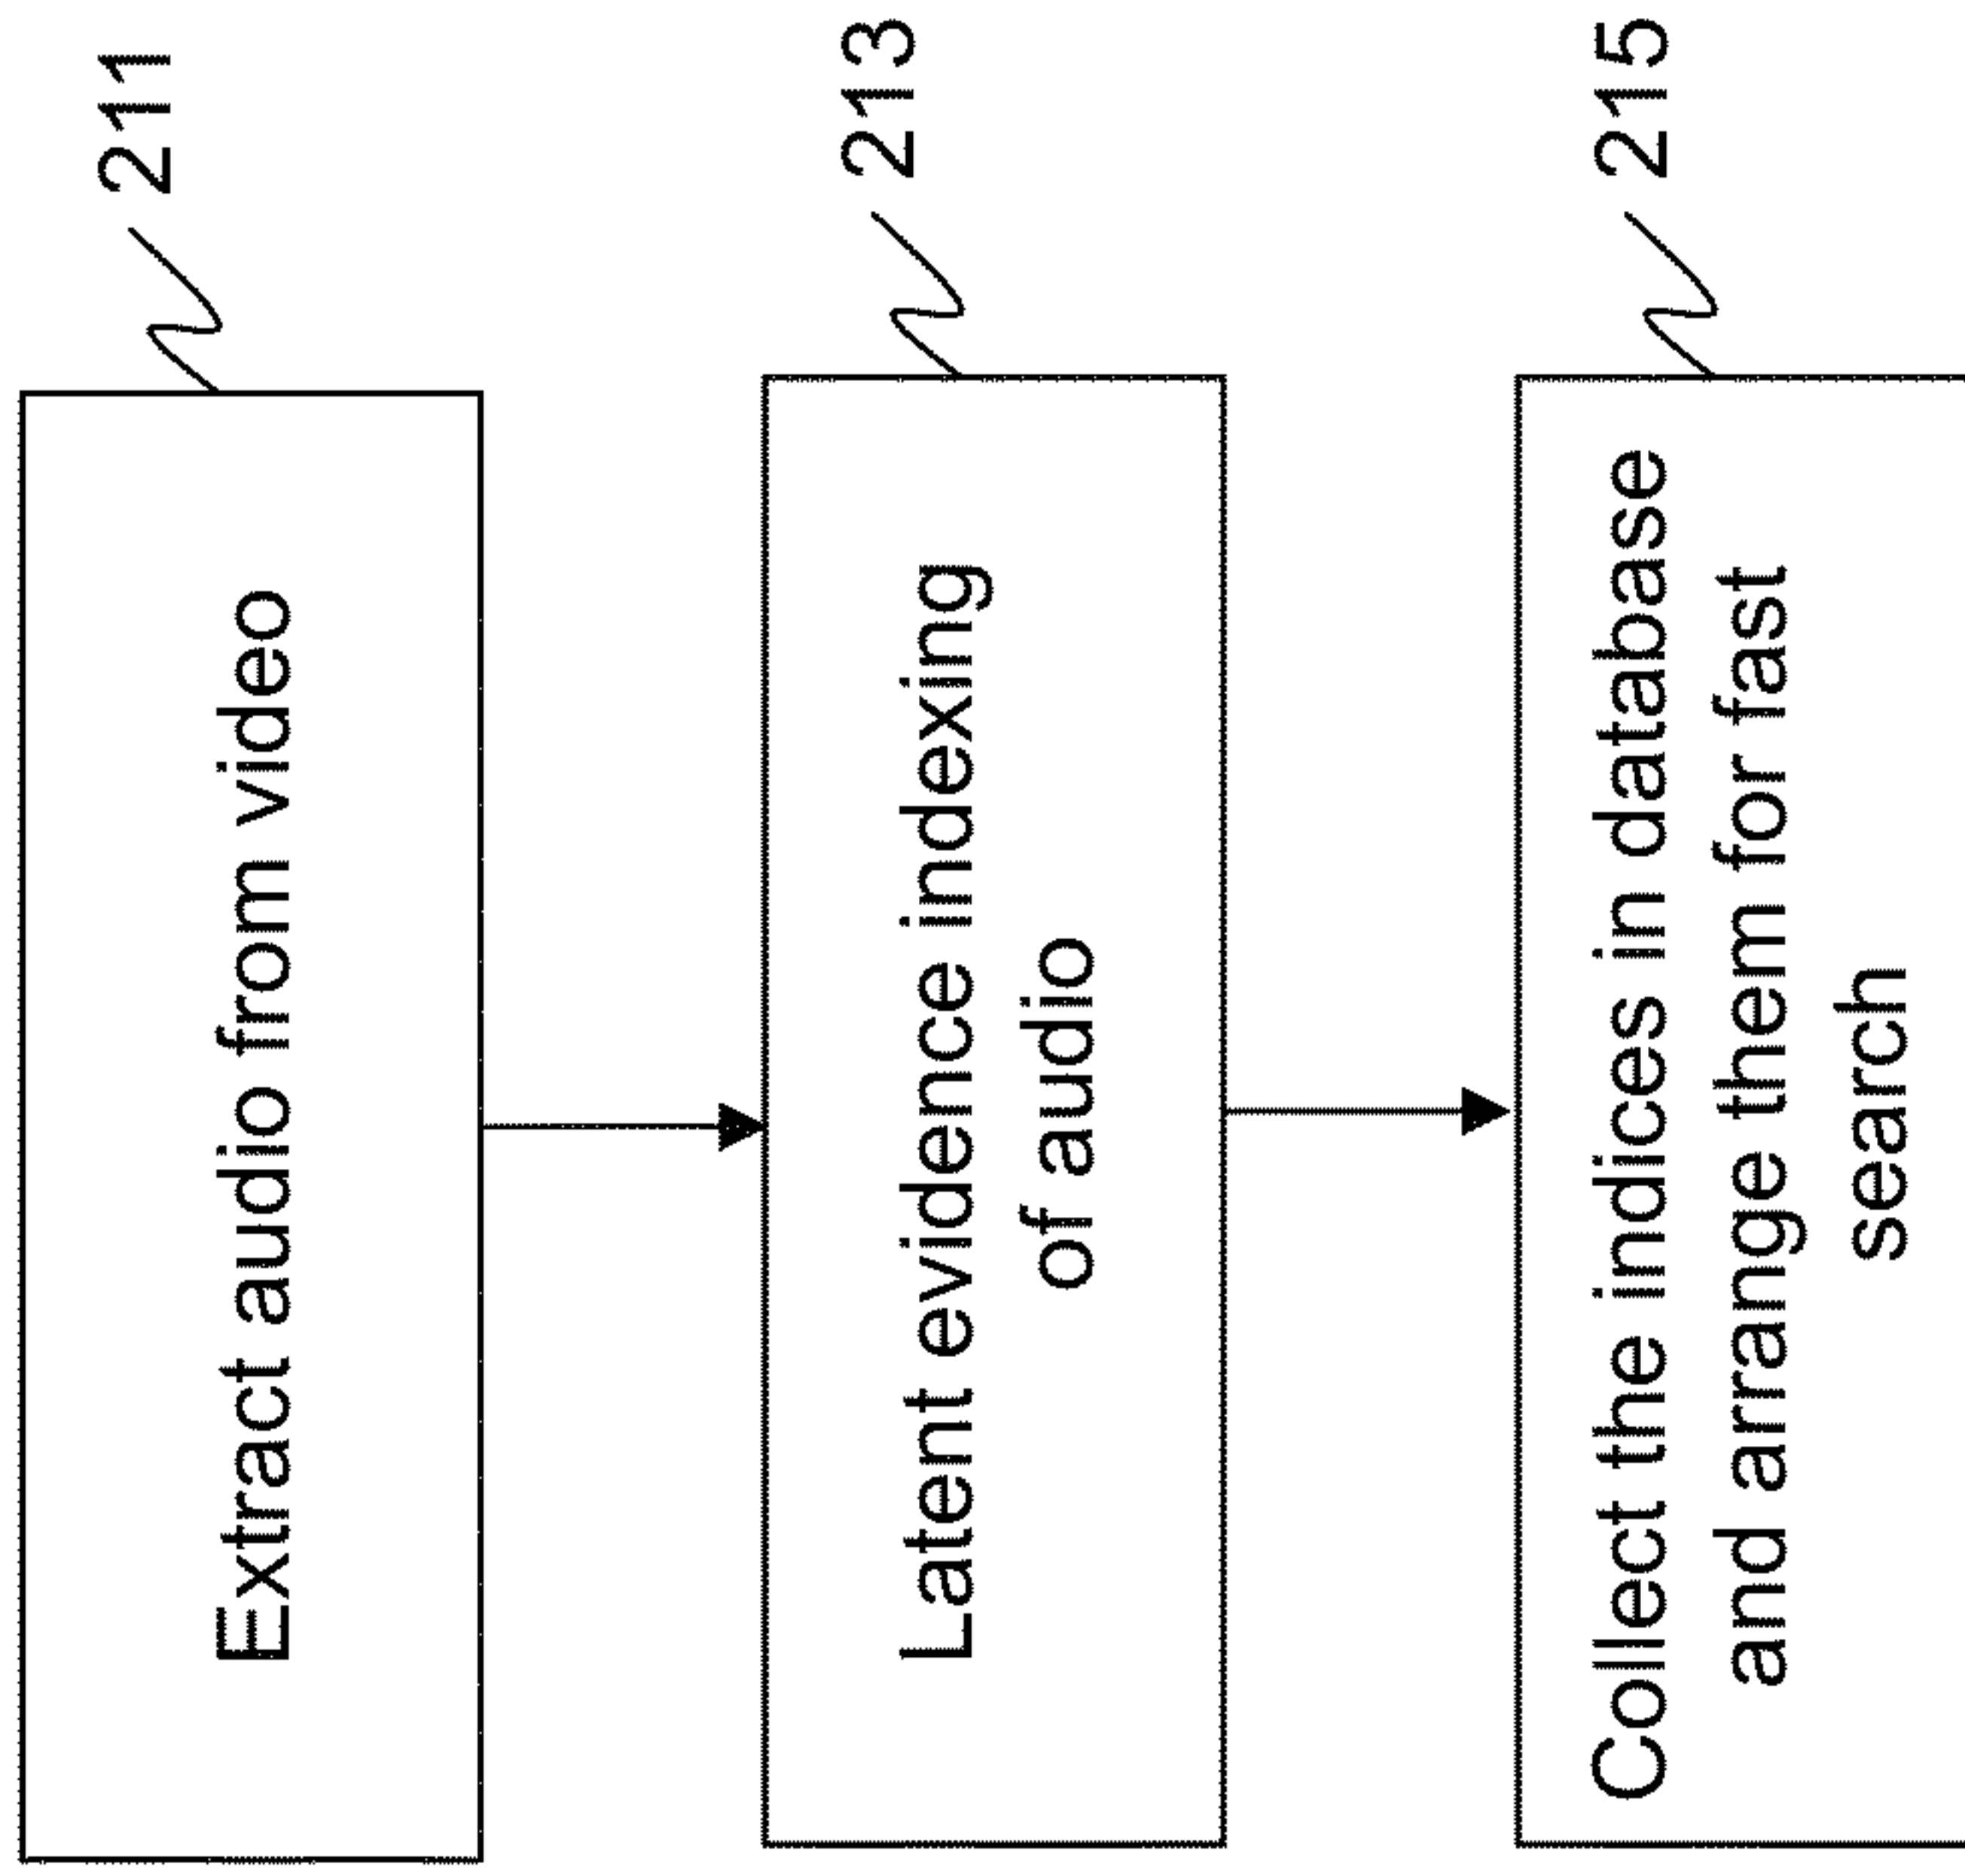 Extract audio from video
211
Latent evidence indexing
of audio
213
Collect the indices in database
and arrange them for fast
search
215